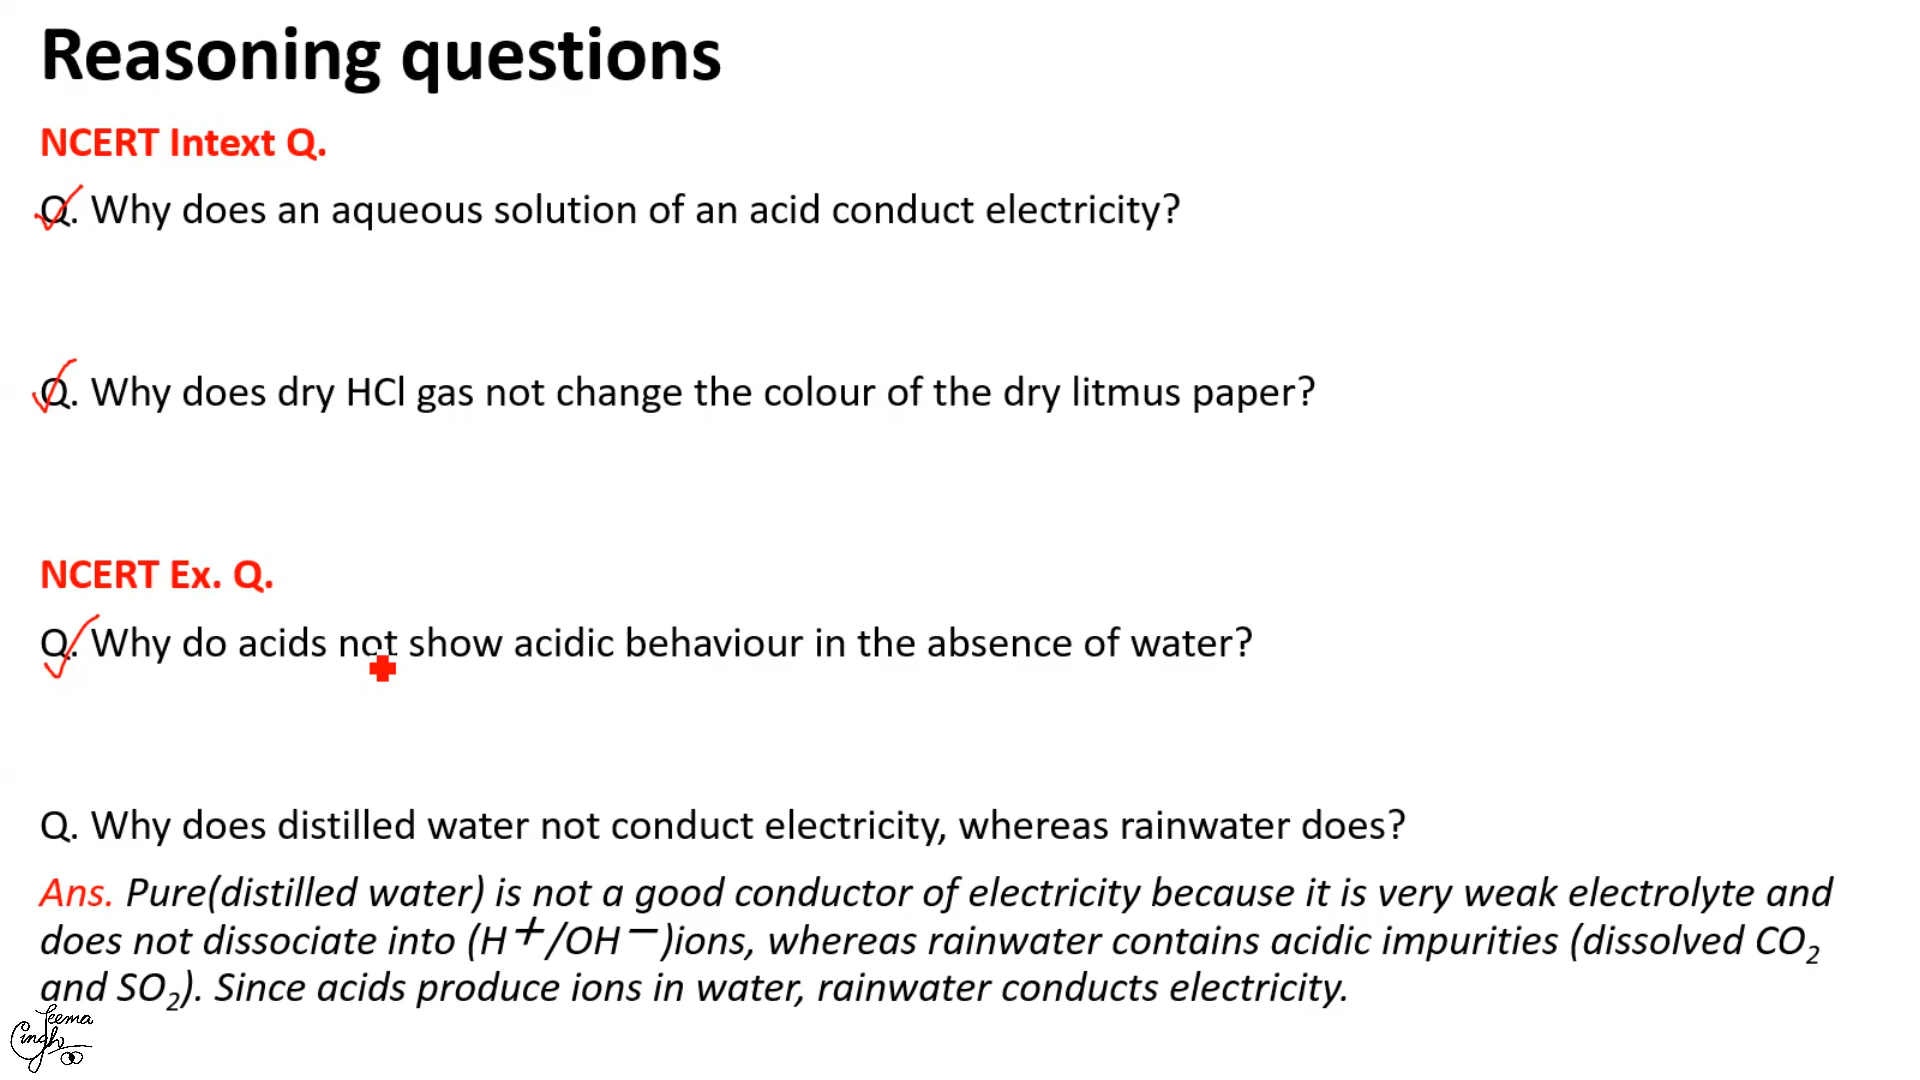 Reasoning questions
NCERT Intext Q.
Q. Why does an aqueous solution of an acid conduct electricity?
Q. Why does dry HCl gas not change the colour of the dry litmus paper?
NCERT Ex. Q.
Q. Why do acids not show acidic behaviour in the absence of water?
Q. Why does distilled water not conduct electricity, whereas rainwater does?
Ans. Pure(distilled water) is not a good conductor of electricity because it is very weak electrolyte and
does not dissociate into (H⁺/OH⁻)ions, whereas rainwater contains acidic impurities (dissolved CO₂
and SO₂). Since acids produce ions in water, rainwater conducts electricity.